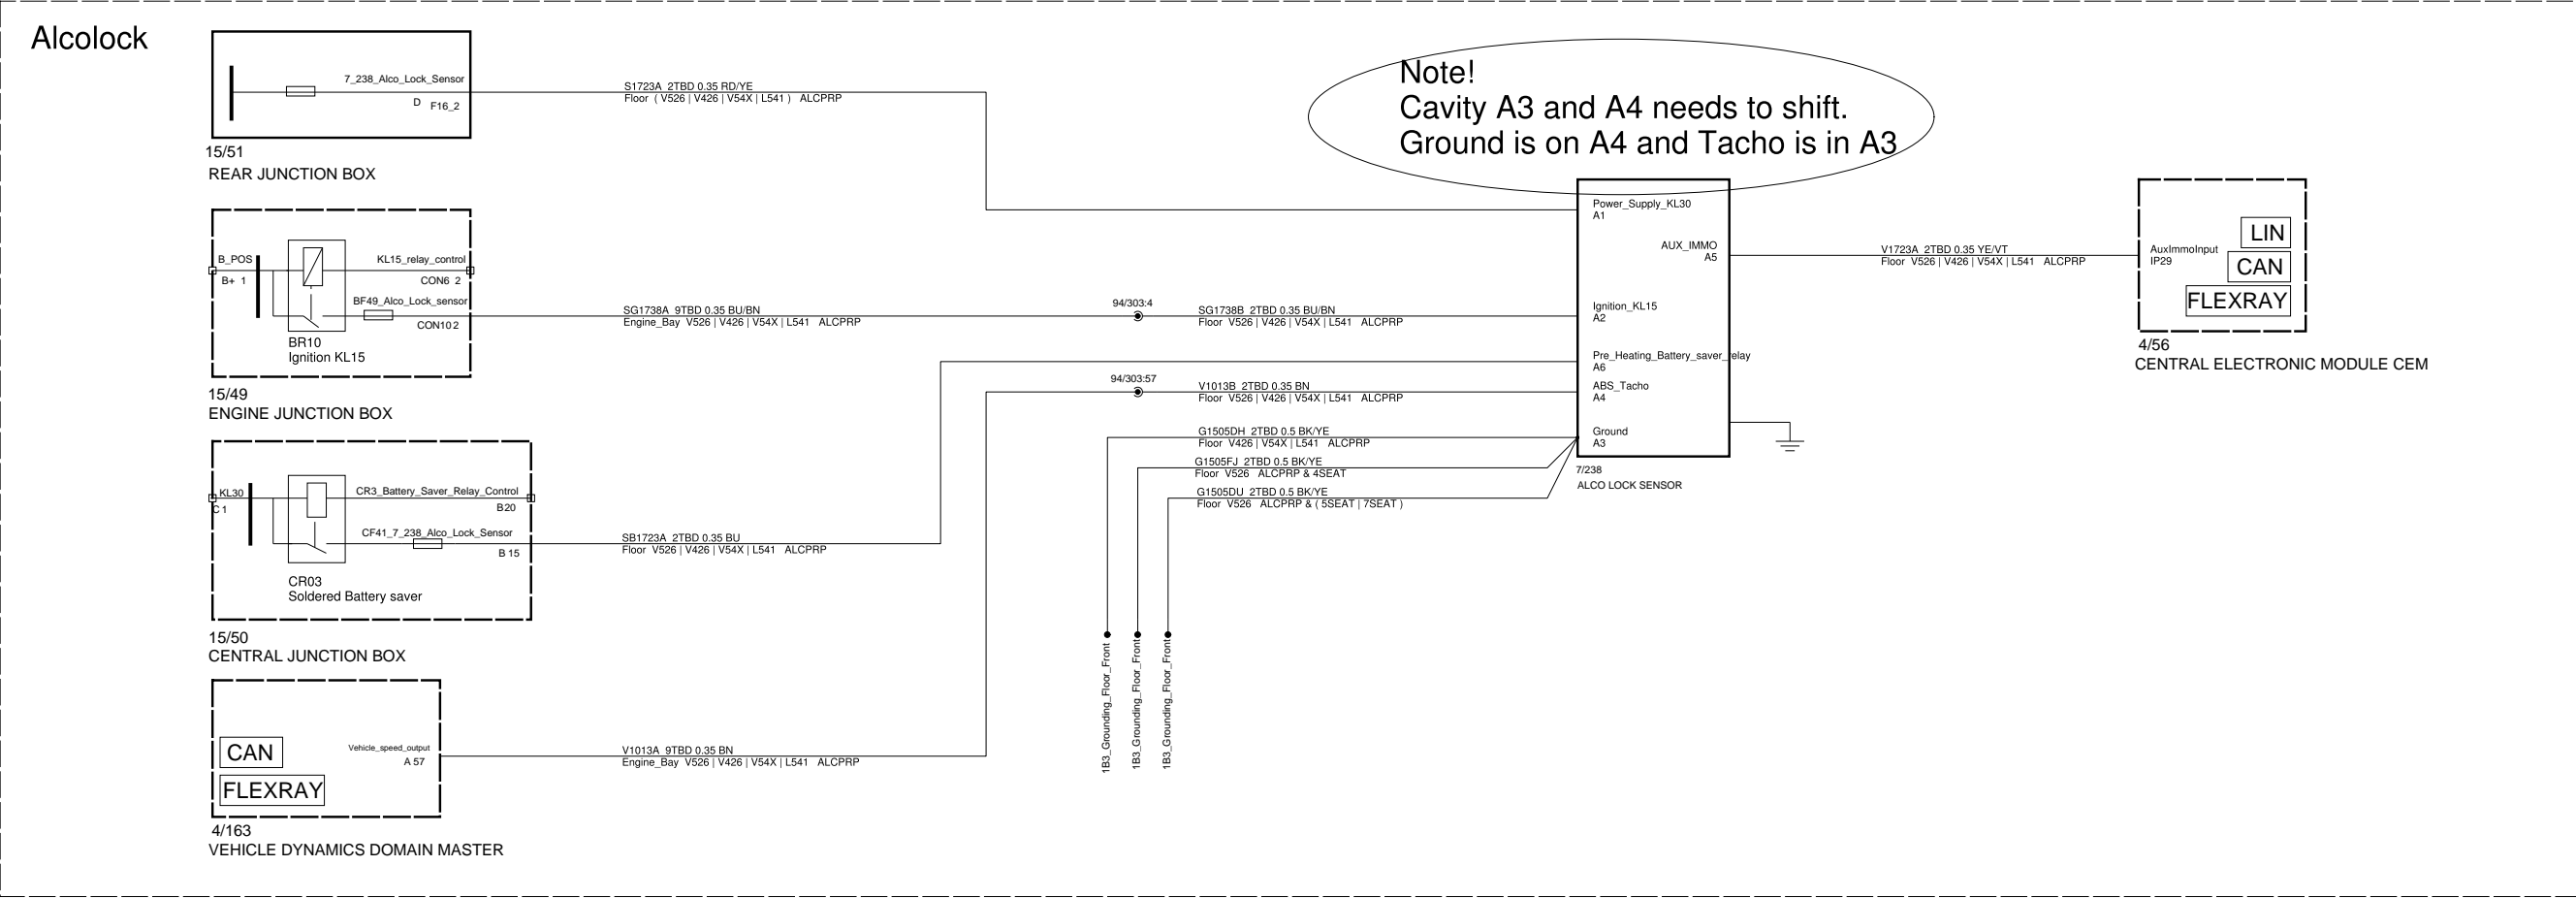 Alcolock
7_238_Alco_Lock_Sensor
D F16_2
15/51
REAR JUNCTION BOX
S1723A 2TBD 0.35 RD/YE
Floor ( V526 | V426 | V54X | L541 ) ALCPRP
Note!
Cavity A3 and A4 needs to shift.
Ground is on A4 and Tacho is in A3
B_POS
B+ 1
KL15_relay_control
CON6 2
BF49_Alco_Lock_sensor
CON10 2
BR10
Ignition KL15
15/49
ENGINE JUNCTION BOX
SG1738A 9TBD 0.35 BU/BN
Engine_Bay V526 | V426 | V54X | L541 ALCPRP
94/303:4
SG1738B 2TBD 0.35 BU/BN
Floor V526 | V426 | V54X | L541 ALCPRP
KL30
C 1
CR3_Battery_Saver_Relay_Control
B20
CF41_7_238_Alco_Lock_Sensor
B 15
CR03
Soldered Battery saver
15/50
CENTRAL JUNCTION BOX
SB1723A 2TBD 0.35 BU
Floor V526 | V426 | V54X | L541 ALCPRP
CAN
FLEXRAY
Vehicle_speed_output
A 57
4/163
VEHICLE DYNAMICS DOMAIN MASTER
V1013A 9TBD 0.35 BN
Engine_Bay V526 | V426 | V54X | L541 ALCPRP
94/303:57
V1013B 2TBD 0.35 BN
Floor V526 | V426 | V54X | L541 ALCPRP
G1505DH 2TBD 0.5 BK/YE
Floor V426 | V54X | L541 ALCPRP
G1505FJ 2TBD 0.5 BK/YE
Floor V526 ALCPRP & 4SEAT
G1505DU 2TBD 0.5 BK/YE
Floor V526 ALCPRP & ( 5SEAT | 7SEAT )
1B3_Grounding_Floor_Front
1B3_Grounding_Floor_Front
1B3_Grounding_Floor_Front
Power_Supply_KL30
A1
AUX_IMMO
A5
Ignition_KL15
A2
Pre_Heating_Battery_saver_relay
A6
ABS_Tacho
A4
Ground
A3
7/238
ALCO LOCK SENSOR
V1723A 2TBD 0.35 YE/VT
Floor V526 | V426 | V54X | L541 ALCPRP
AuxImmoInput
IP29
LIN
CAN
FLEXRAY
4/56
CENTRAL ELECTRONIC MODULE CEM